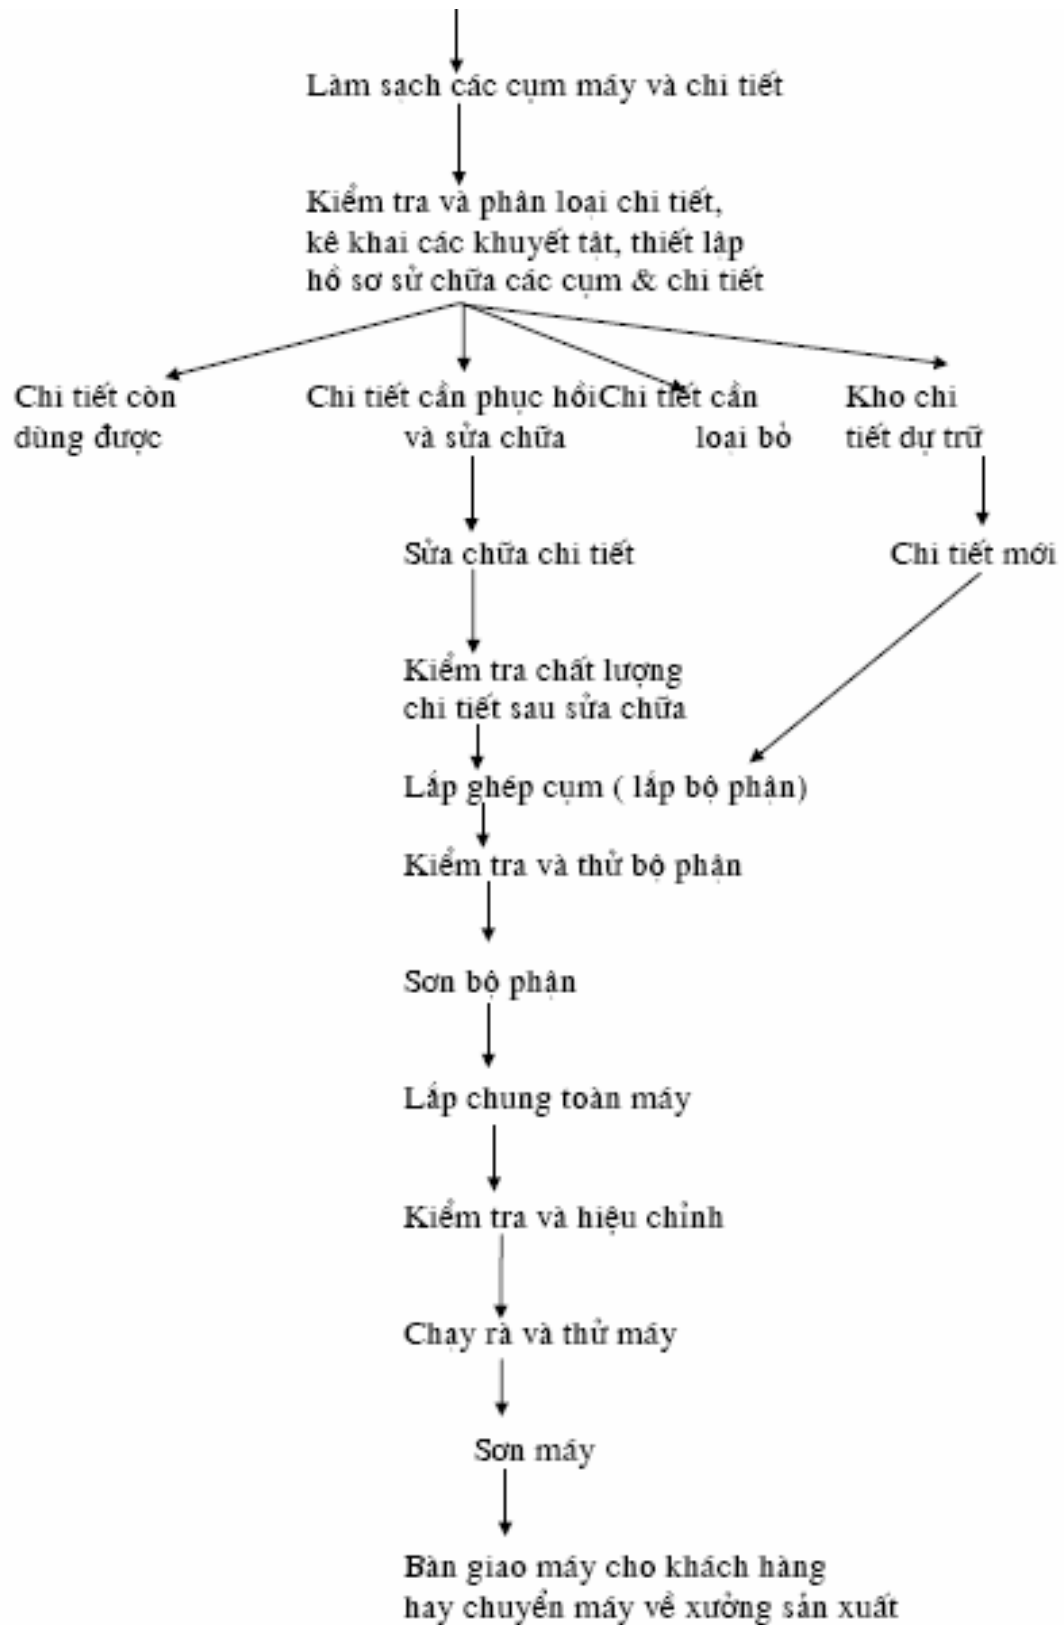 Làm sạch các cụm máy và chi tiết
Kiểm tra và phân loại chi tiết,
kê khai các khuyết tật, thiết lập
hồ sơ sử chữa các cụm & chi tiết
Chi tiết còn
dùng được
Chi tiết cần phục hồi
và sửa chữa
Chi tiết cần
loại bỏ
Kho chi
tiết dự trữ
Sửa chữa chi tiết
Chi tiết mới
Kiểm tra chất lượng
chi tiết sau sửa chữa
Lắp ghép cụm ( lắp bộ phận)
Kiểm tra và thử bộ phận
Sơn bộ phận
Lắp chung toàn máy
Kiểm tra và hiệu chỉnh
Chạy rà và thử máy
Sơn máy
Bàn giao máy cho khách hàng
hay chuyển máy về xưởng sản xuất